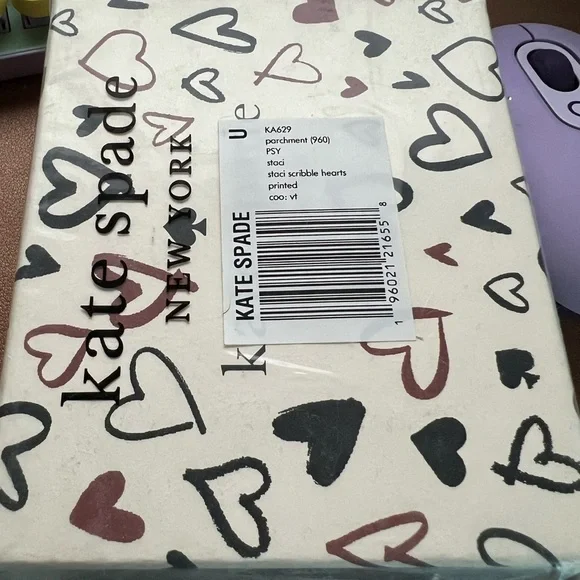 kate spade
NEW YORK
U
KA629
parchment (960)
PSY
staci
staci scribble hearts
printed
coo: vt
KATE SPADE
1 96021 21655 8